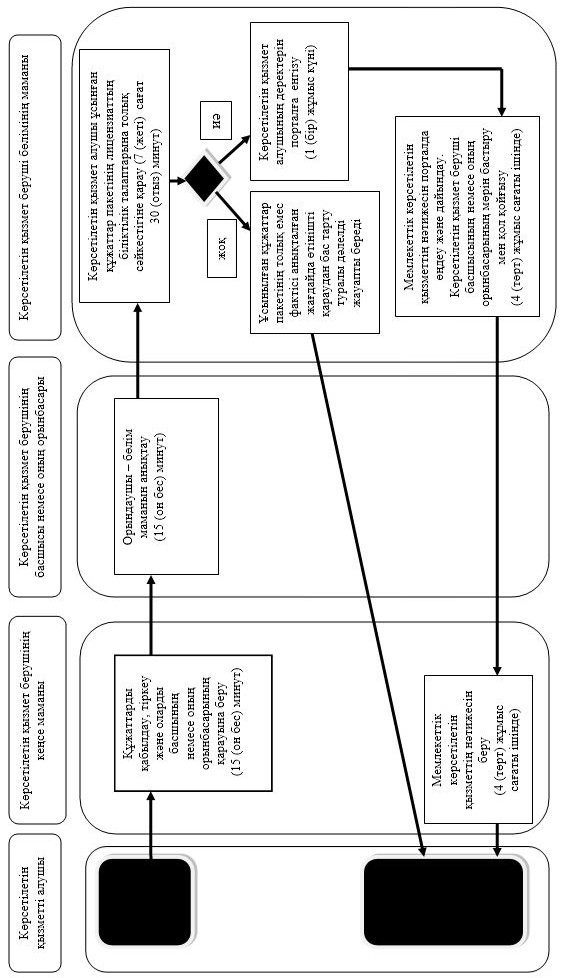 Көрсетілетін
қызметті алушы
Көрсетілетін қызмет берушінің
кеңсе маманы
Көрсетілетін қызмет берушінің
басшысы немесе оның орынбасары
Көрсетілетін қызмет беруші бөлімінің маманы
Құжаттарды
қабылдау, тіркеу
және оларды
басшының
немесе оның
орынбасарының
қарауына беру
(15 (он бес) минут)
Орындаушы – бөлім
маманын анықтау
(15 (он бес) минут)
Көрсетілетін қызмет алушы ұсынған
құжаттар пакетінің лицензиаттың
біліктілік талаптарына толық
сәйкестігіне қарау (7 (жеті) сағат
30 (отыз) минут)
жоқ
иә
Ұсынылған құжаттар
пакетінің толық емес
фактісі анықталған
жағдайда өтінішті
қараудан бас тарту
туралы дәлелді
жауапты береді
Көрсетілетін қызмет
алушының деректерін
порталға енгізу
(1 (бір) жұмыс күні)
Мемлекеттік көрсетілетін
қызметтің нәтижесін порталда
өңдеу және дайындау.
Көрсетілетін қызмет беруші
басшысының немесе оның
орынбасарының мөрін бастыру
мен қол қойғызу
(4 (төрт) жұмыс сағаты ішінде)
Мемлекеттік
көрсетілетін
қызметтің нәтижесін
беру
(4 (төрт) жұмыс
сағаты ішінде)